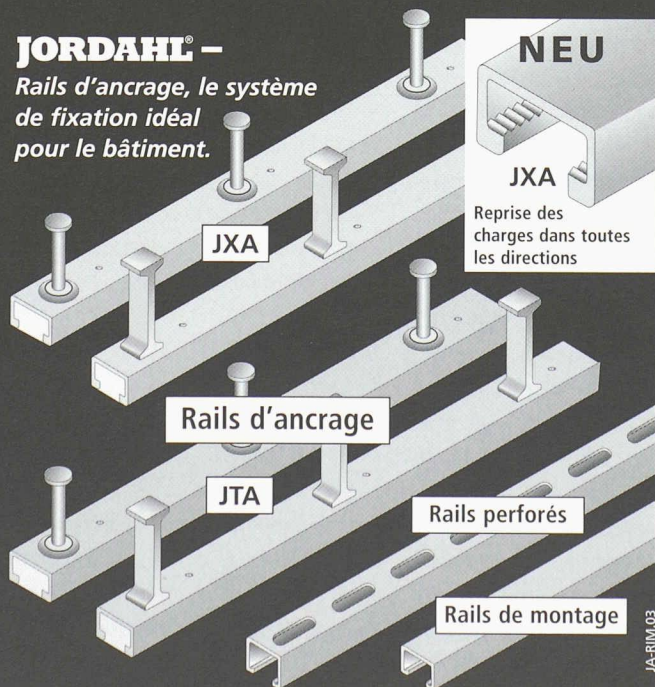 JORDAHL® –
Rails d'ancrage, le système
de fixation idéal
pour le bâtiment.
NEU
JXA
Reprise des
charges dans toutes
les directions
JXA
Rails d'ancrage
JTA
Rails perforés
Rails de montage
JA-RIM.03